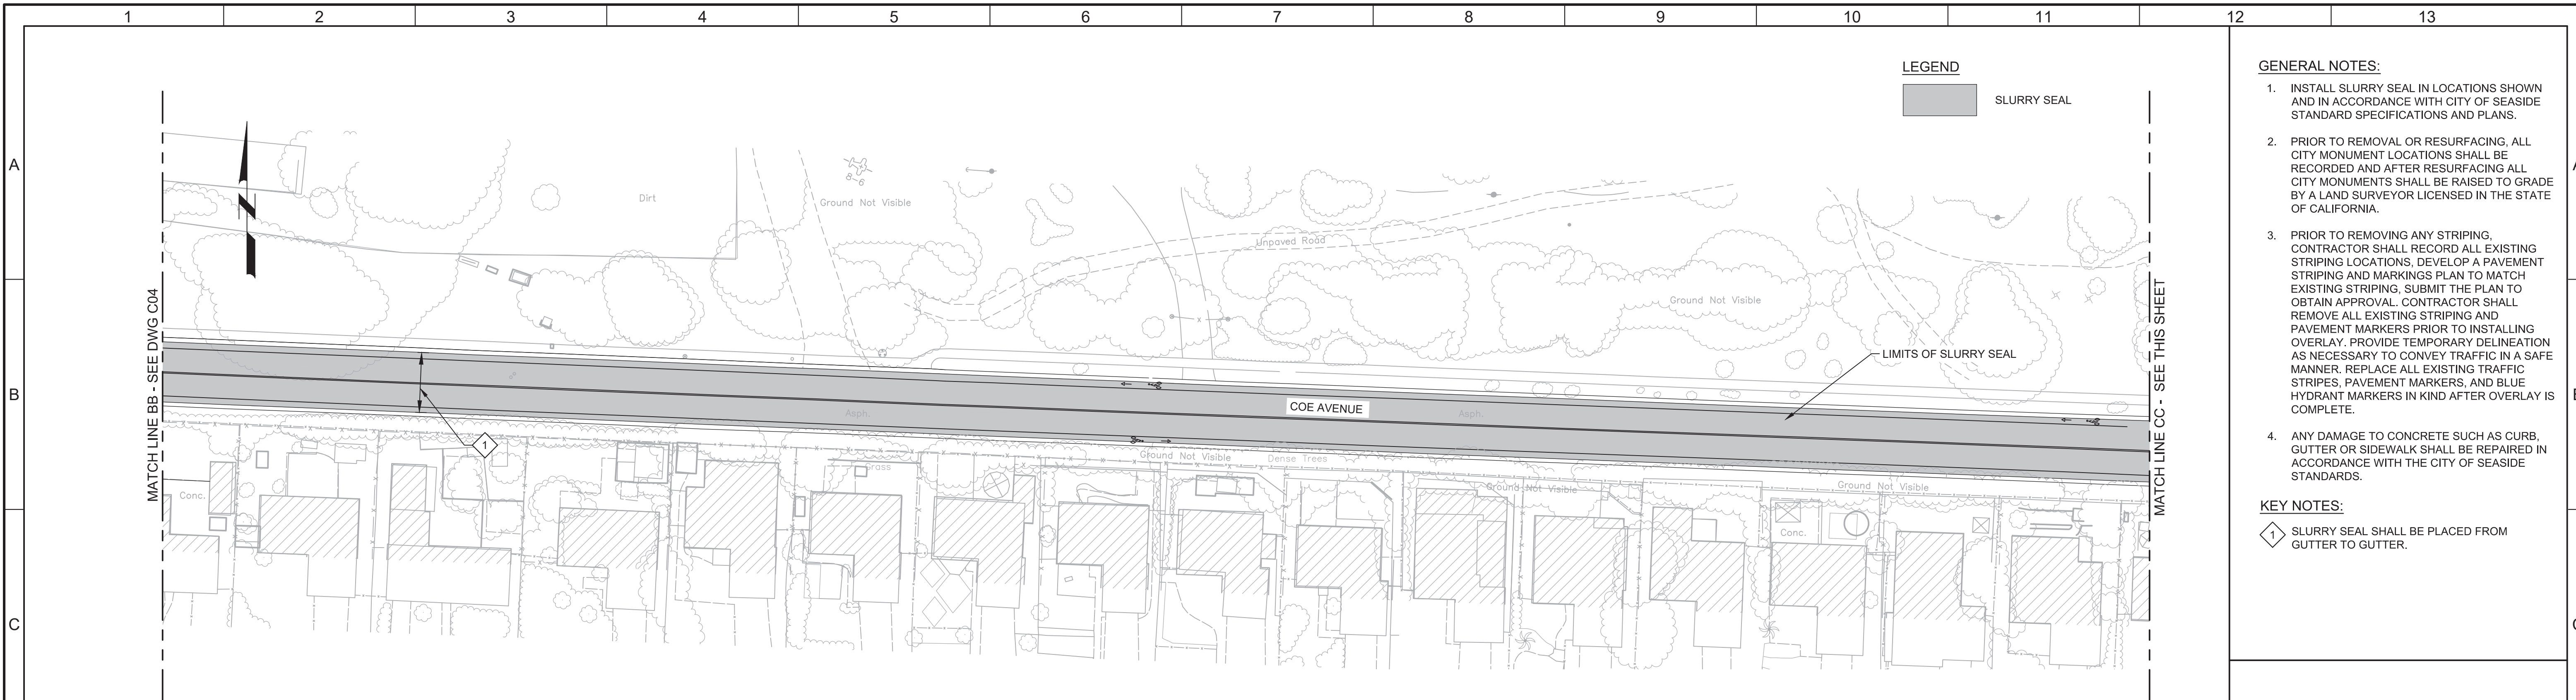 1 2 3 4 5 6 7 8 9 10 11 12 13
A
B
C
LEGEND
SLURRY SEAL
MATCH LINE BB - SEE DWG C04
Dirt
8-6
Ground Not Visible
Unpaved Road
Ground Not Visible
LIMITS OF SLURRY SEAL
COE AVENUE
Asph.
Asph.
1
Ground Not Visible
Dense Trees
Grass
Ground Not Visible
Ground Not Visible
Conc.
Conc.
MATCH LINE CC - SEE THIS SHEET
GENERAL NOTES:
1. INSTALL SLURRY SEAL IN LOCATIONS SHOWN
AND IN ACCORDANCE WITH CITY OF SEASIDE
STANDARD SPECIFICATIONS AND PLANS.
2. PRIOR TO REMOVAL OR RESURFACING, ALL
CITY MONUMENT LOCATIONS SHALL BE
RECORDED AND AFTER RESURFACING ALL
CITY MONUMENTS SHALL BE RAISED TO GRADE
BY A LAND SURVEYOR LICENSED IN THE STATE
OF CALIFORNIA.
3. PRIOR TO REMOVING ANY STRIPING,
CONTRACTOR SHALL RECORD ALL EXISTING
STRIPING LOCATIONS, DEVELOP A PAVEMENT
STRIPING AND MARKINGS PLAN TO MATCH
EXISTING STRIPING, SUBMIT THE PLAN TO
OBTAIN APPROVAL. CONTRACTOR SHALL
REMOVE ALL EXISTING STRIPING AND
PAVEMENT MARKERS PRIOR TO INSTALLING
OVERLAY. PROVIDE TEMPORARY DELINEATION
AS NECESSARY TO CONVEY TRAFFIC IN A SAFE
MANNER. REPLACE ALL EXISTING TRAFFIC
STRIPES, PAVEMENT MARKERS, AND BLUE
HYDRANT MARKERS IN KIND AFTER OVERLAY IS
COMPLETE.
4. ANY DAMAGE TO CONCRETE SUCH AS CURB,
GUTTER OR SIDEWALK SHALL BE REPAIRED IN
ACCORDANCE WITH THE CITY OF SEASIDE
STANDARDS.
KEY NOTES:
1 SLURRY SEAL SHALL BE PLACED FROM
GUTTER TO GUTTER.